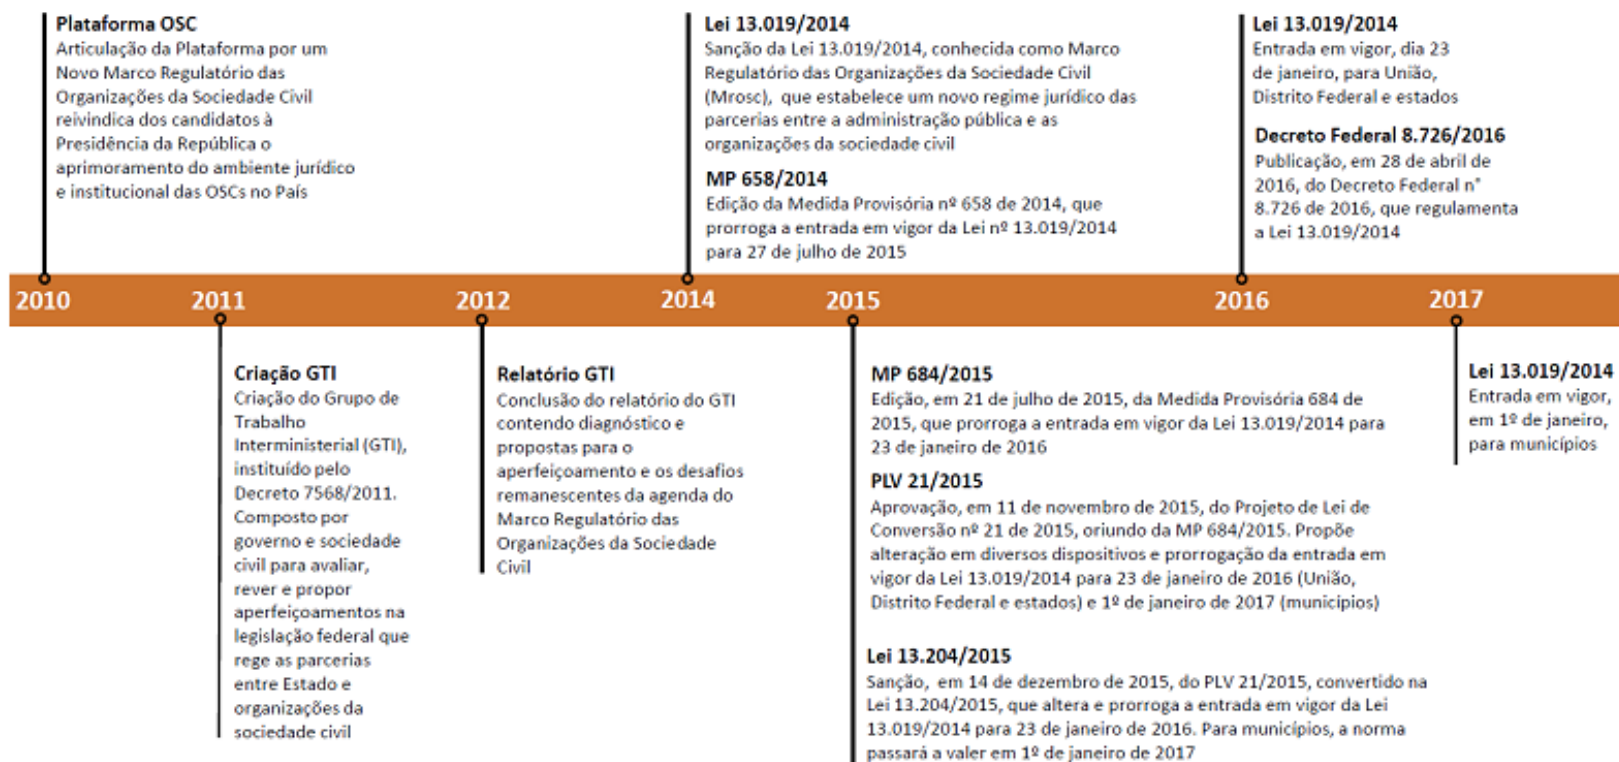 Plataforma OSC
Articulação da Plataforma por um
Novo Marco Regulatório das
Organizações da Sociedade Civil
reivindica dos candidatos à
Presidência da República o
aprimoramento do ambiente jurídico
e institucional das OSCs no País
Lei 13.019/2014
Sanção da Lei 13.019/2014, conhecida como Marco
Regulatório das Organizações da Sociedade Civil
(Mrosc), que estabelece um novo regime jurídico das
parcerias entre a administração pública e as
organizações da sociedade civil
MP 658/2014
Edição da Medida Provisória nº 658 de 2014, que
prorroga a entrada em vigor da Lei nº 13.019/2014
para 27 de julho de 2015
Lei 13.019/2014
Entrada em vigor, dia 23
de janeiro, para União,
Distrito Federal e estados
Decreto Federal 8.726/2016
Publicação, em 28 de abril de
2016, do Decreto Federal n°
8.726 de 2016, que regulamenta
a Lei 13.019/2014
2010
2011
2012
2014
2015
2016
2017
Criação GTI
Criação do Grupo de
Trabalho
Interministerial (GTI),
instituído pelo
Decreto 7568/2011.
Composto por
governo e sociedade
civil para avaliar,
rever e propor
aperfeiçoamentos na
legislação federal que
rege as parcerias
entre Estado e
organizações da
sociedade civil
Relatório GTI
Conclusão do relatório do GTI
contendo diagnóstico e
propostas para o
aperfeiçoamento e os desafios
remanescentes da agenda do
Marco Regulatório das
Organizações da Sociedade
Civil
MP 684/2015
Edição, em 21 de julho de 2015, da Medida Provisória 684 de
2015, que prorroga a entrada em vigor da Lei 13.019/2014 para
23 de janeiro de 2016
PLV 21/2015
Aprovação, em 11 de novembro de 2015, do Projeto de Lei de
Conversão nº 21 de 2015, oriundo da MP 684/2015. Propõe
alteração em diversos dispositivos e prorrogação da entrada em
vigor da Lei 13.019/2014 para 23 de janeiro de 2016 (União,
Distrito Federal e estados) e 1º de janeiro de 2017 (municipios)
Lei 13.204/2015
Sanção, em 14 de dezembro de 2015, do PLV 21/2015, convertido na
Lei 13.204/2015, que altera e prorroga a entrada em vigor da Lei
13.019/2014 para 23 de janeiro de 2016. Para municípios, a norma
passará a valer em 1º de janeiro de 2017
Lei 13.019/2014
Entrada em vigor,
em 1º de janeiro,
para municípios